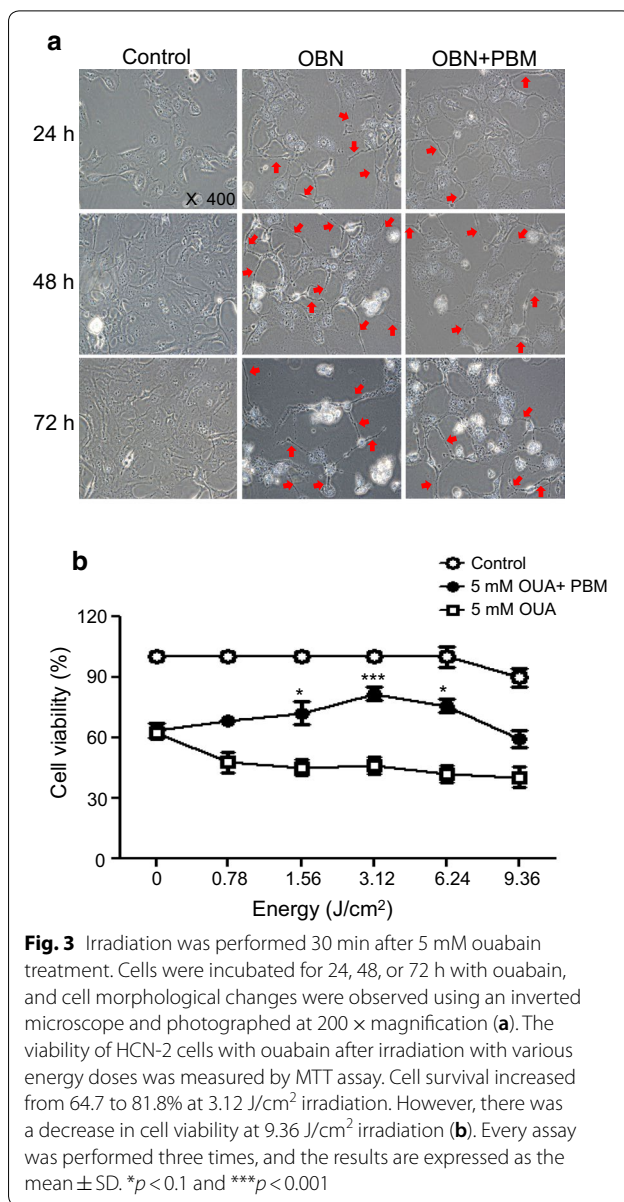 a
Control OBN OBN+PBM
24 h
X 400
48 h
72 h
b
Control
5 mM OUA+ PBM
5 mM OUA
120
90
60
30
0
Cell viability (%)
* *** *
0 0.78 1.56 3.12 6.24 9.36
Energy (J/cm²)
Fig. 3 Irradiation was performed 30 min after 5 mM ouabain
treatment. Cells were incubated for 24, 48, or 72 h with ouabain,
and cell morphological changes were observed using an inverted
microscope and photographed at 200 × magnification (a). The
viability of HCN-2 cells with ouabain after irradiation with various
energy doses was measured by MTT assay. Cell survival increased
from 64.7 to 81.8% at 3.12 J/cm² irradiation. However, there was
a decrease in cell viability at 9.36 J/cm² irradiation (b). Every assay
was performed three times, and the results are expressed as the
mean ± SD. *p < 0.1 and ***p < 0.001